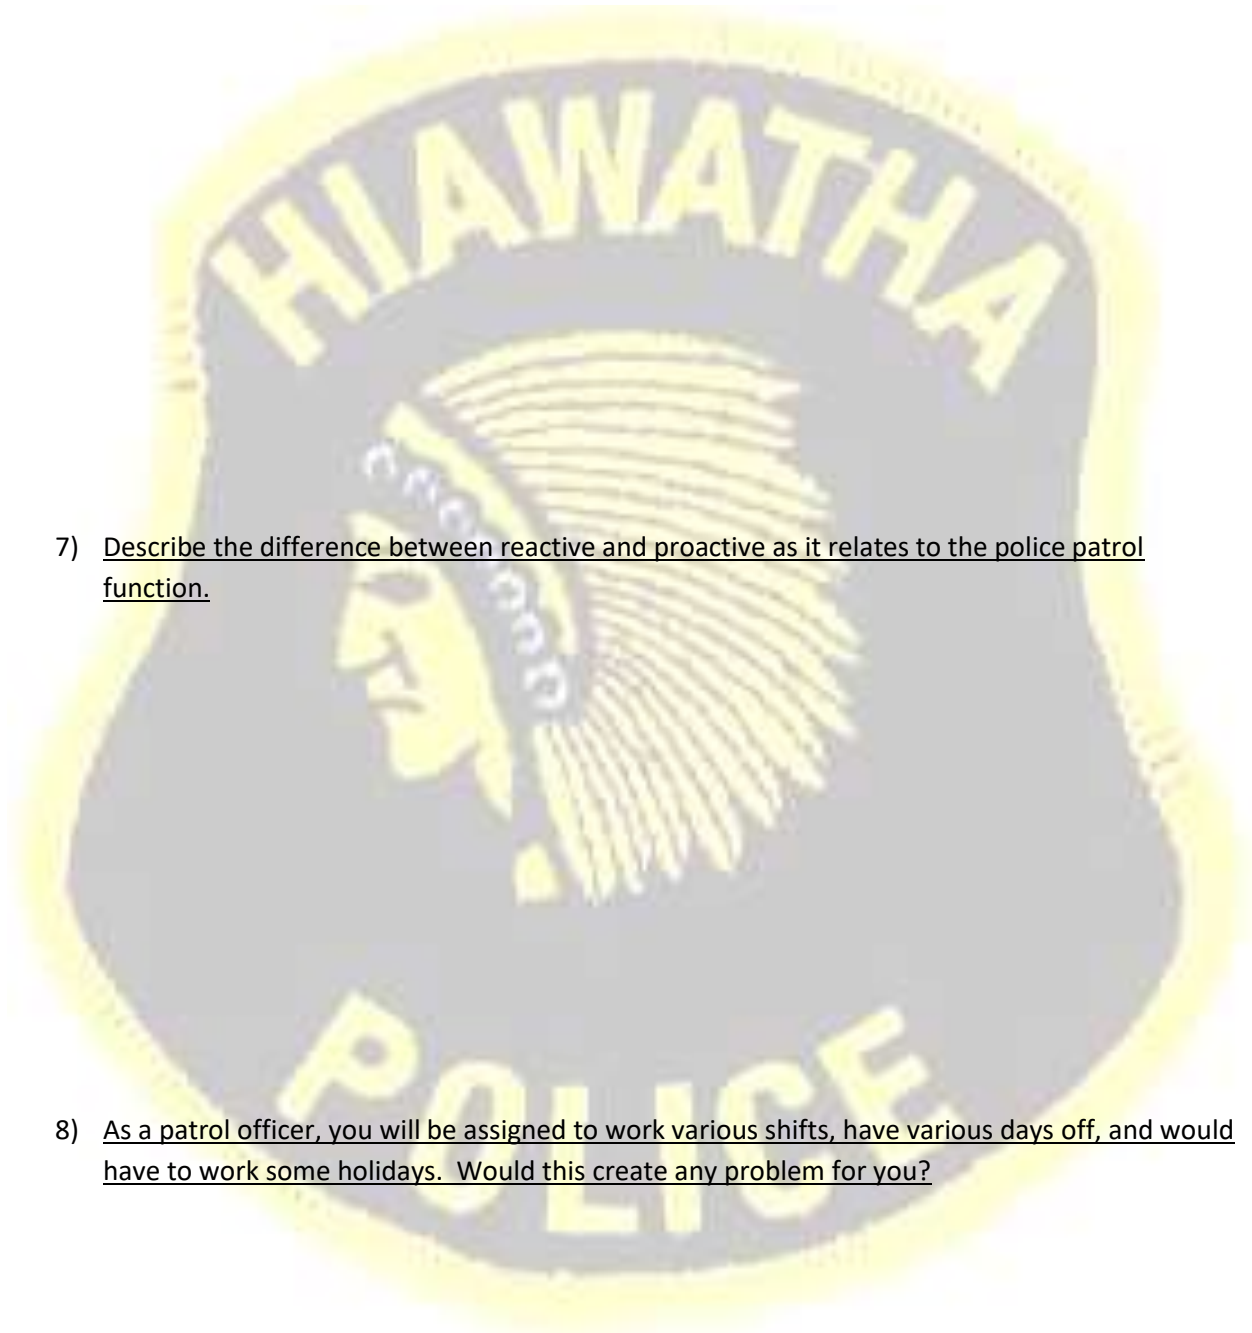 HIAWATHA
7) Describe the difference between reactive and proactive as it relates to the police patrol
function.
8) As a patrol officer, you will be assigned to work various shifts, have various days off, and would
have to work some holidays.  Would this create any problem for you?
POLICE